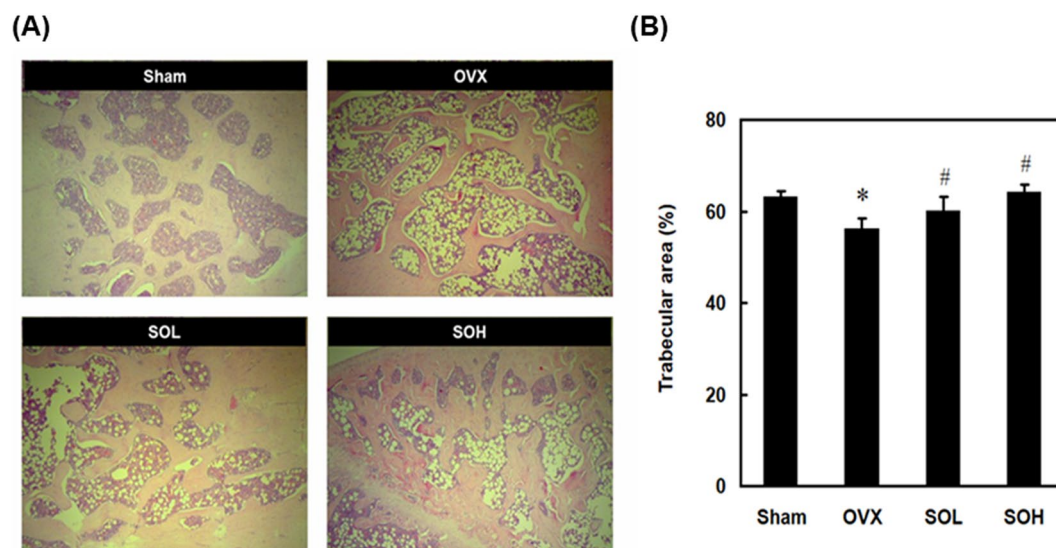 (A)
(B)
Sham
OVX
SOL
SOH
80
60
40
20
0
Trabecular area (%)
*
#
#
Sham OVX SOL SOH